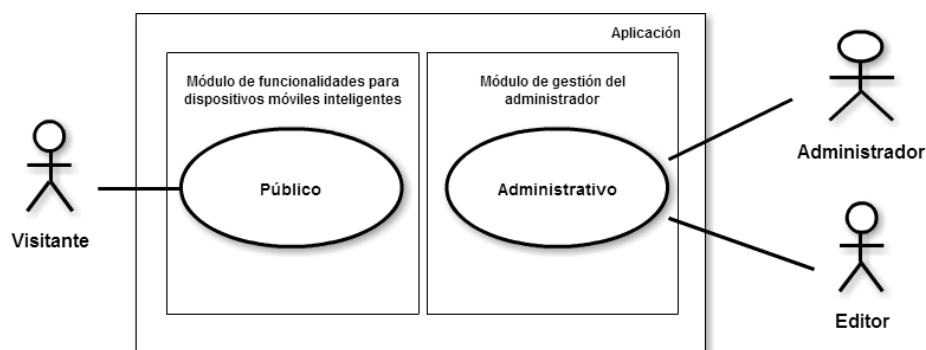 Aplicación
Módulo de funcionalidades para
dispositivos móviles inteligentes
Módulo de gestión del
administrador
Público
Administrativo
Visitante
Administrador
Editor